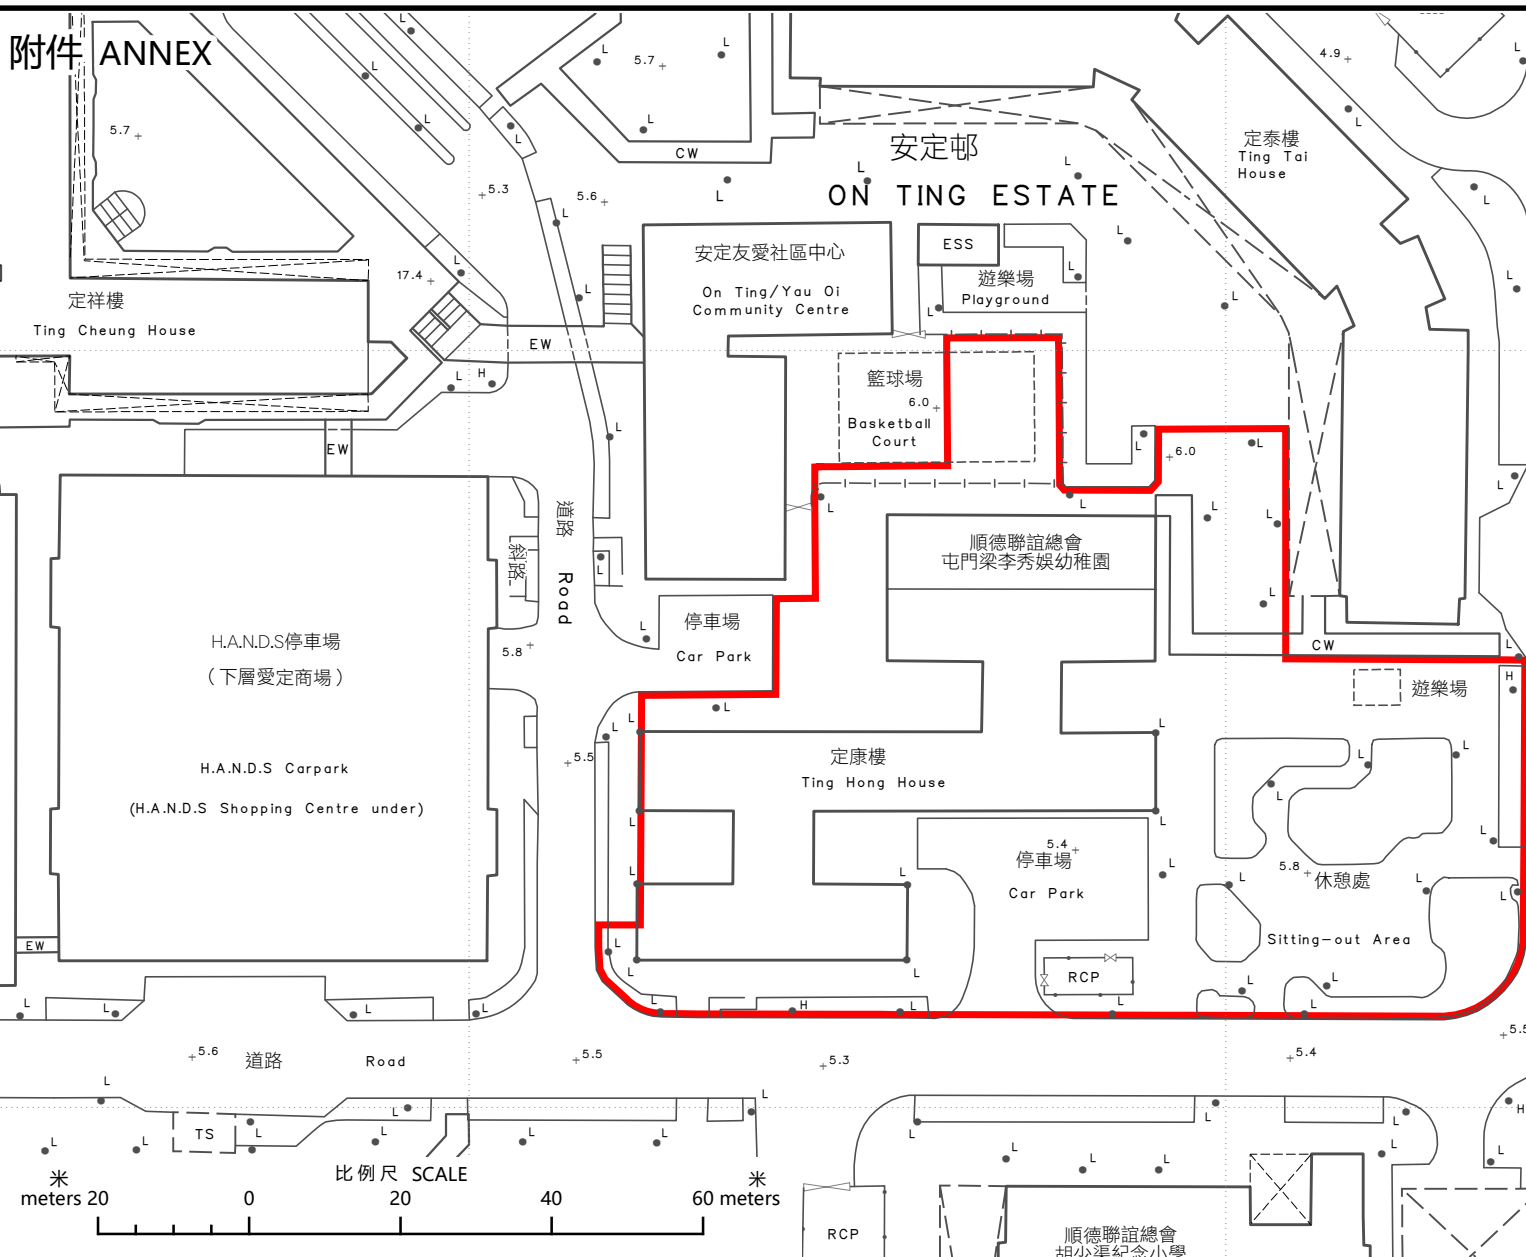 附件 ANNEX
5.7
5.7
4.9
CW
安定邨
ON TING ESTATE
定泰樓
Ting Tai
House
5.3
5.6
17.4
安定友愛社區中心
On Ting/Yau Oi
Community Centre
ESS
遊樂場
Playground
定祥樓
Ting Cheung House
EW
H
EW
籃球場
6.0
Basketball
Court
6.0
道路
Road
斜路
順德聯誼總會
屯門梁李秀娛幼稚園
H.A.N.D.S停車場
(下層愛定商場)
H.A.N.D.S Carpark
(H.A.N.D.S Shopping Centre under)
5.8
停車場
Car Park
CW
H
遊樂場
5.5
定康樓
Ting Hong House
5.4
停車場
Car Park
5.8
休憩處
Sitting-out Area
EW
RCP
H
5.6
道路
Road
5.5
5.3
5.4
5.5
TS
H
米
meters 20
0
比例尺 SCALE
20
40
米
60 meters
RCP
順德聯誼總會
胡少渠紀念小學